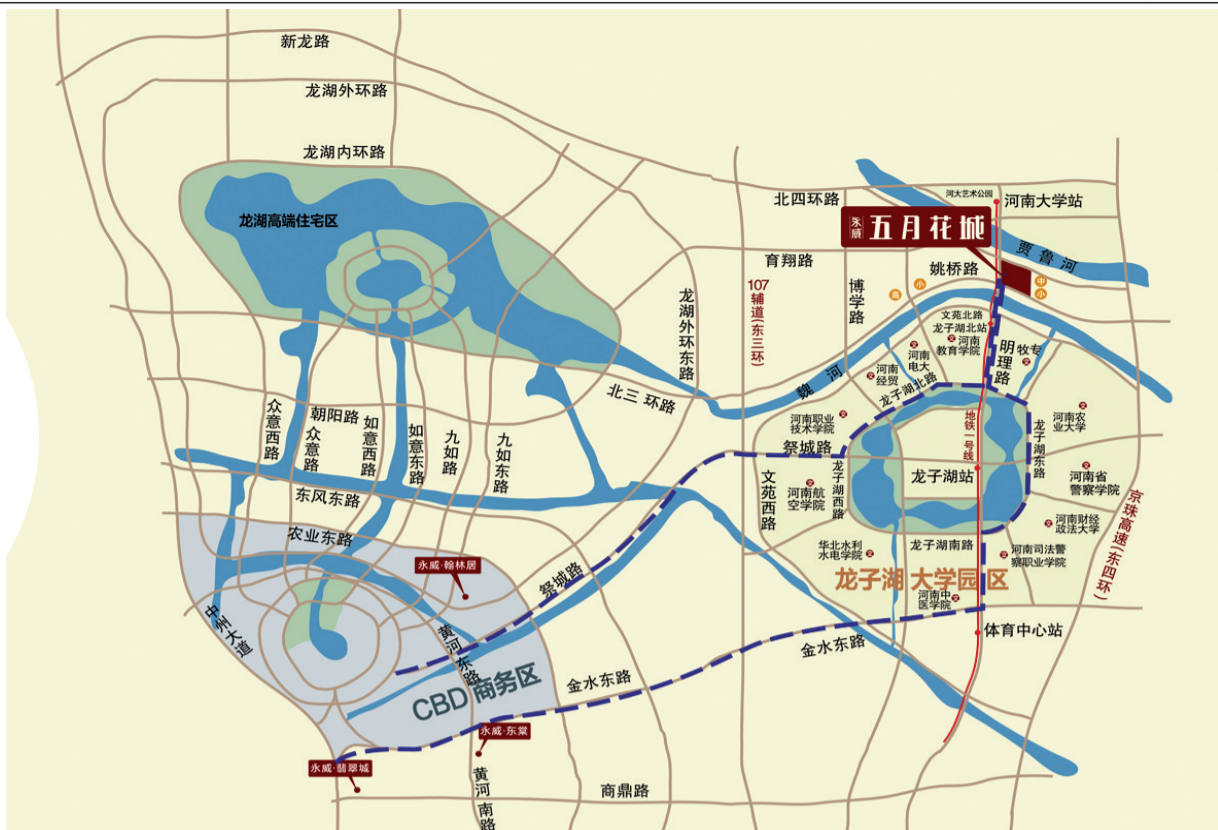 新龙路
龙湖外环路
龙湖内环路
龙湖高端住宅区
北四环路
河大艺术公园
河南大学站
永威
五月花城
贾鲁河
育翔路
姚桥路
107
辅道(东三环)
博学路
龙湖外环东路
高
小
中
小
文苑北路
龙子湖北站
河南
教育学院
明理路
牧专
河南
电大
河南
经贸
龙子湖北路
魏河
北三环路
众意西路
朝阳路
众意路
如意西路
如意东路
九如路
九如东路
河南职业
技术学院
祭城路
地铁一号线
龙子湖东路
河南农
业大学
文苑西路
龙子湖西路
龙子湖站
河南省
警察学院
河南航
空学院
东风东路
京珠高速(东四环)
农业东路
河南财经
政法大学
华北水利
水电学院
龙子湖南路
河南司法警
察职业学院
永威·翰林居
祭城路
龙子湖 大学园区
河南中
医学院
中州大道
黄河东路
体育中心站
金水东路
CBD 商务区
金水东路
永威·东棠
永威·翡翠城
黄河南路
商鼎路